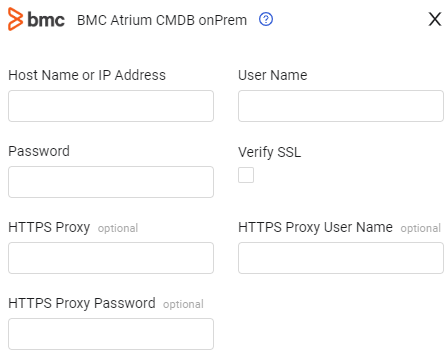 bmc BMC Atrium CMDB onPrem ? X
Host Name or IP Address User Name
Password Verify SSL
HTTPS Proxy optional HTTPS Proxy User Name optional
HTTPS Proxy Password optional